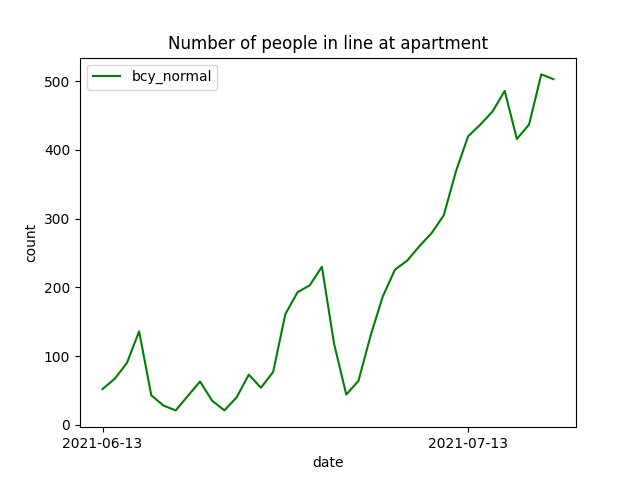 Number of people in line at apartment
bcy_normal
500
400
300
200
100
0
count
2021-06-13
2021-07-13
date